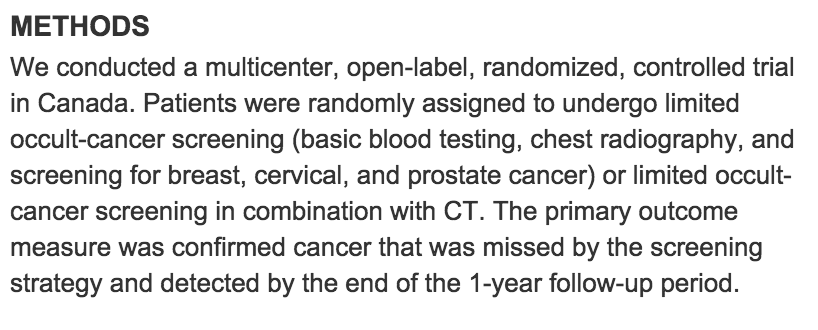 METHODS
We conducted a multicenter, open-label, randomized, controlled trial
in Canada. Patients were randomly assigned to undergo limited
occult-cancer screening (basic blood testing, chest radiography, and
screening for breast, cervical, and prostate cancer) or limited occult-
cancer screening in combination with CT. The primary outcome
measure was confirmed cancer that was missed by the screening
strategy and detected by the end of the 1-year follow-up period.